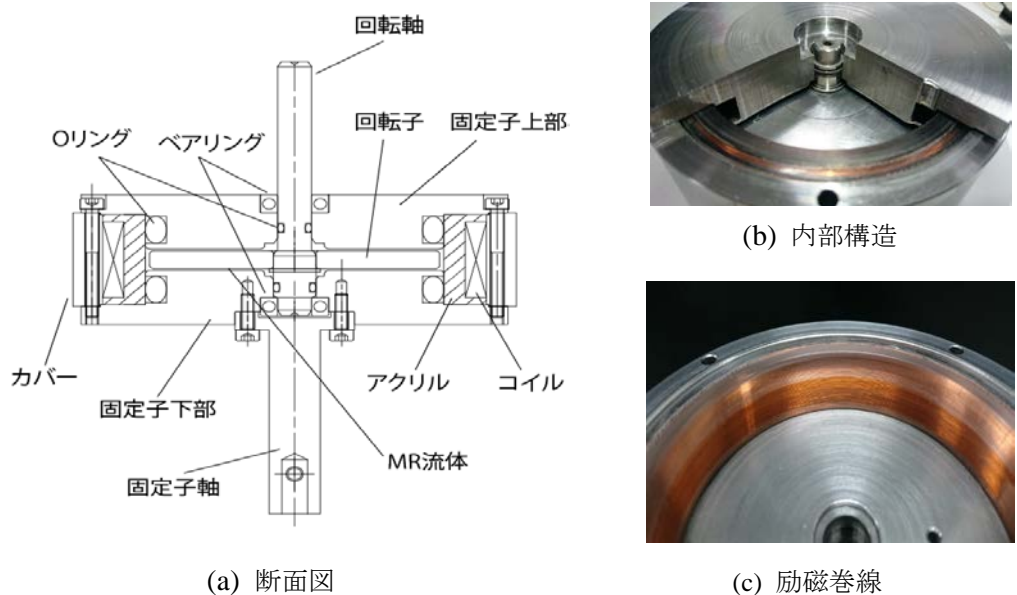 回転軸
Oリング
ベアリング
回転子
固定子上部
カバー
固定子下部
アクリル
コイル
MR流体
固定子軸
(a) 断面図
(b) 内部構造
(c) 励磁巻線